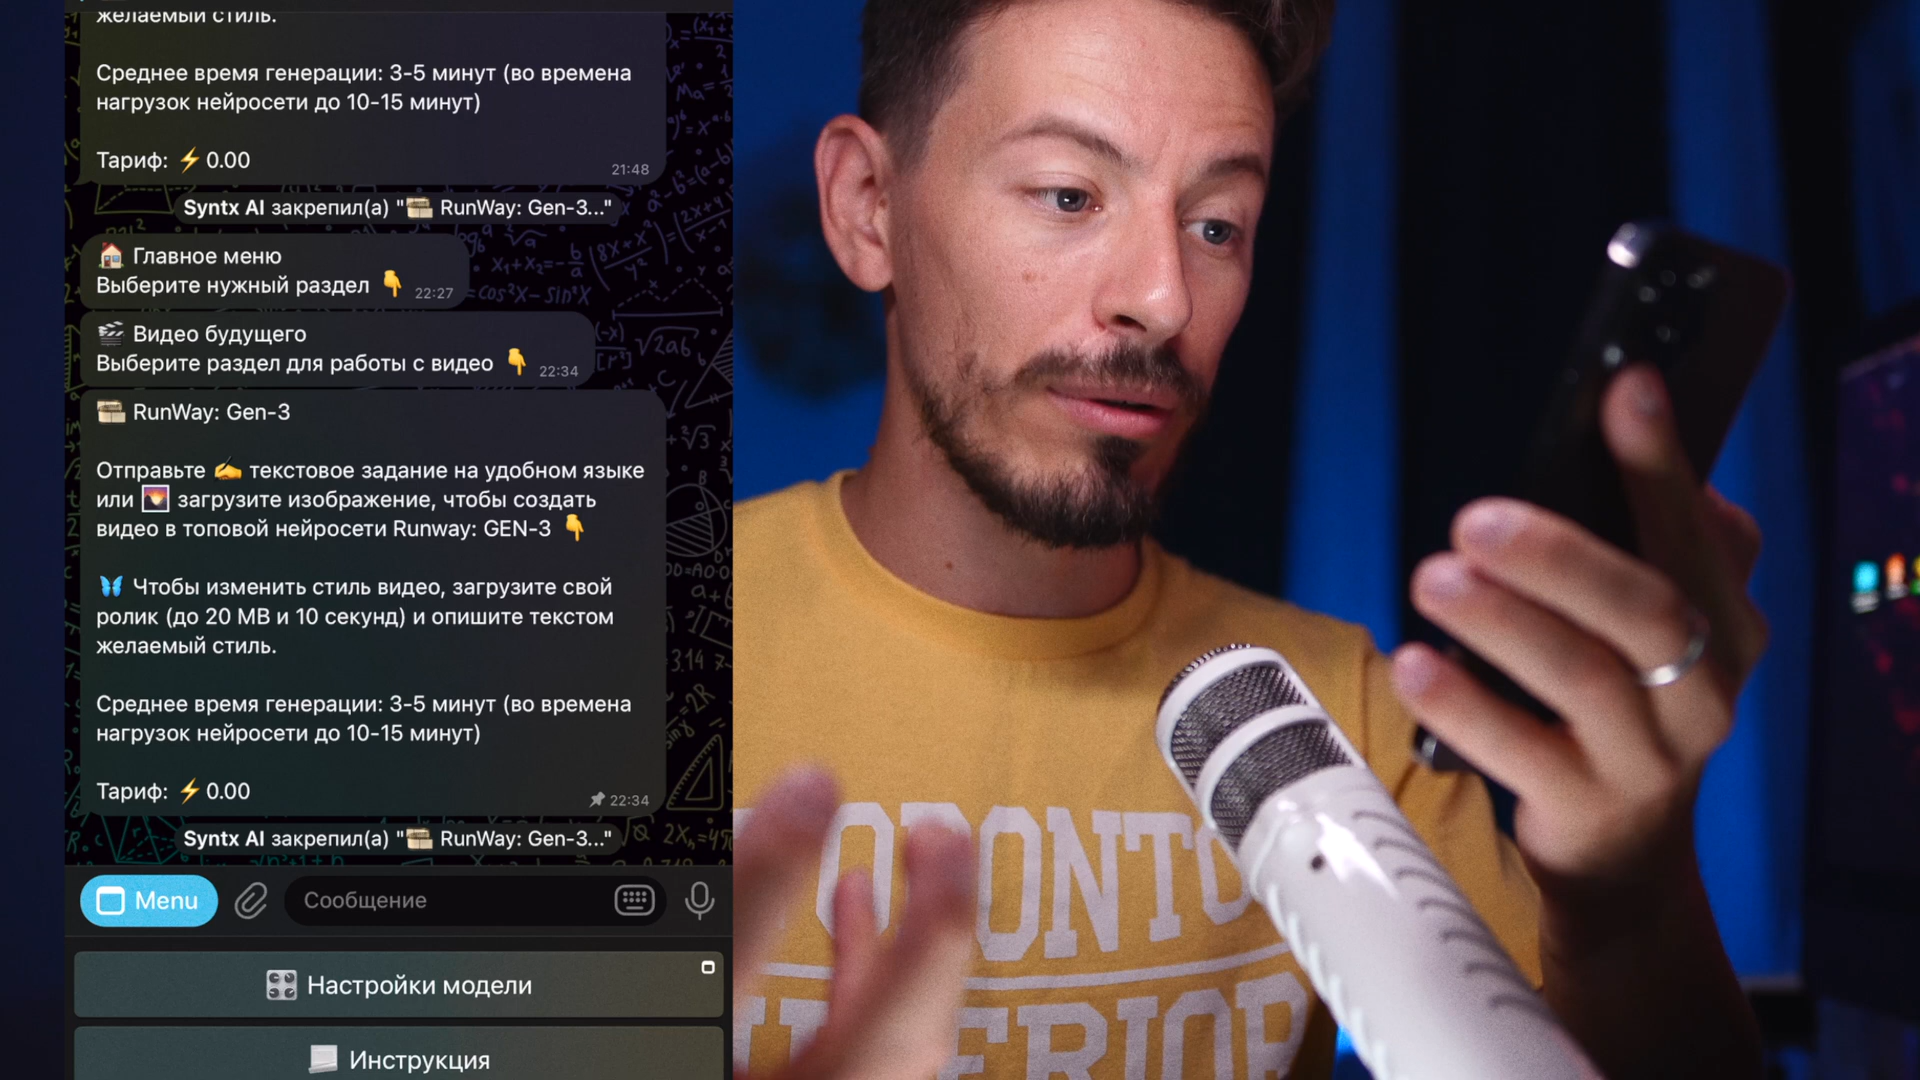 желаемый стиль.
Среднее время генерации: 3-5 минут (во времена
нагрузок нейросети до 10-15 минут)
Тариф: ⚡0.00
21:48
Syntx AI закрепил(а) "🗂 RunWay: Gen-3..."
🏠 Главное меню
Выберите нужный раздел 👇 22:27
🎬 Видео будущего
Выберите раздел для работы с видео 👇 22:34
RunWay: Gen-3
Отправьте ✍️ текстовое задание на удобном языке
или 🌄 загрузите изображение, чтобы создать
видео в топовой нейросети Runway: GEN-3 👇
🦋 Чтобы изменить стиль видео, загрузите свой
ролик (до 20 MB и 10 секунд) и опишите текстом
желаемый стиль.
Среднее время генерации: 3-5 минут (во времена
нагрузок нейросети до 10-15 минут)
Тариф: ⚡0.00
22:34
Syntx AI закрепил(а) "🗂 RunWay: Gen-3..."
Menu
Сообщение
Настройки модели
Инструкция
TORONTO